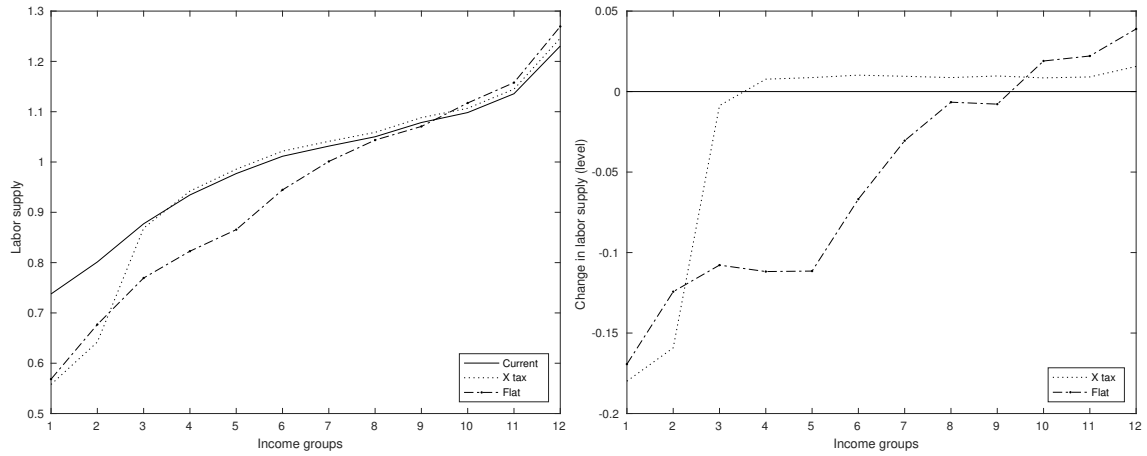 1.3
1.2
1.1
1
0.9
0.8
0.7
0.6
0.5
Labor supply
1 2 3 4 5 6 7 8 9 10 11 12
Income groups
Current
X tax
Flat
0.05
0
-0.05
-0.1
-0.15
-0.2
Change in labor supply (level)
1 2 3 4 5 6 7 8 9 10 11 12
Income groups
X tax
Flat